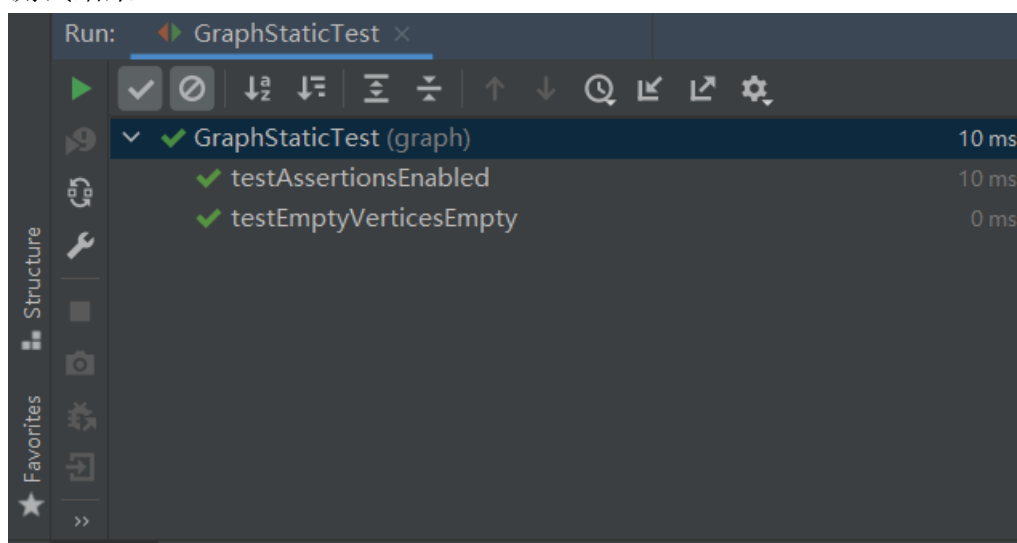 Run: GraphStaticTest ×
GraphStaticTest (graph) 10 ms
testAssertionsEnabled 10 ms
testEmptyVerticesEmpty 0 ms
Structure
Favorites